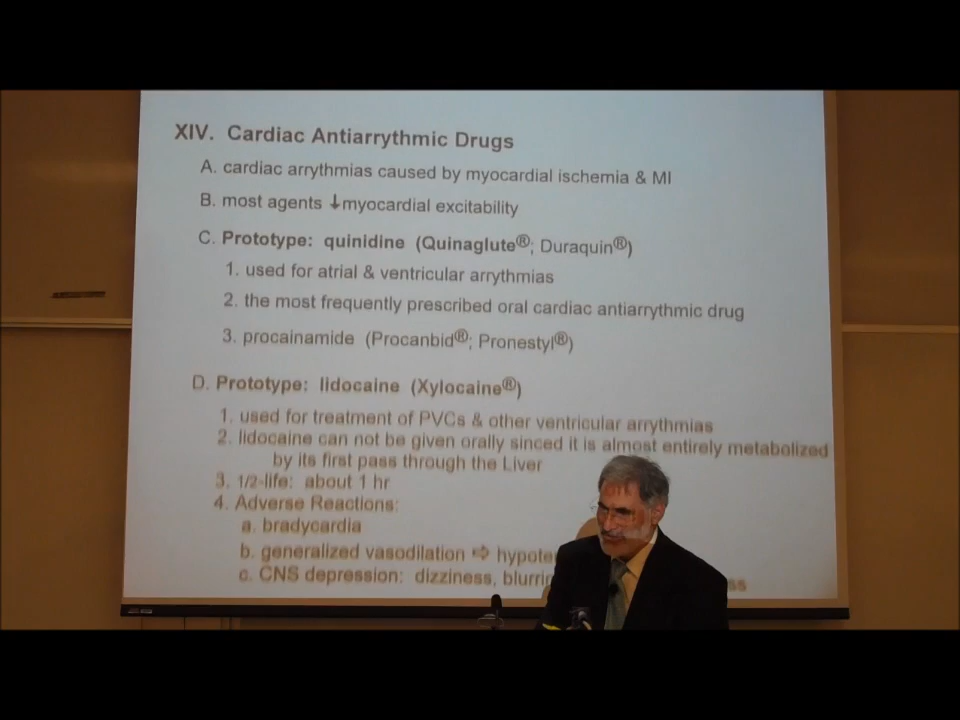 XIV. Cardiac Antiarrythmic Drugs
A. cardiac arrythmias caused by myocardial ischemia & MI
B. most agents ↓myocardial excitability
C. Prototype: quinidine (Quinaglute®; Duraquin®)
1. used for atrial & ventricular arrythmias
2. the most frequently prescribed oral cardiac antiarrythmic drug
3. procainamide (Procanbid®; Pronestyl®)
D. Prototype: lidocaine (Xylocaine®)
1. used for treatment of PVCs & other ventricular arrythmias
2. lidocaine can not be given orally sinced it is almost entirely metabolized
by its first pass through the Liver
3. 1/2-life: about 1 hr
4. Adverse Reactions:
a. bradycardia
b. generalized vasodilation ⇨
c. CNS depression: dizziness,